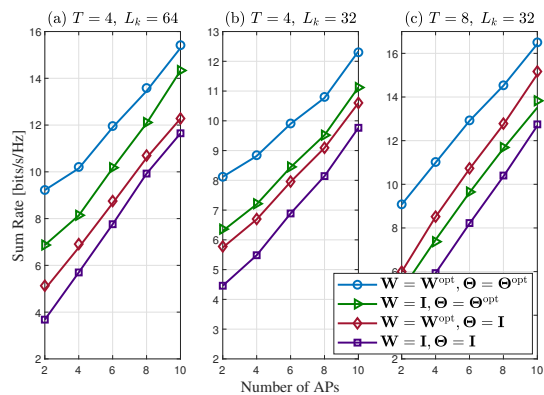 (a) T = 4, L_k = 64
(b) T = 4, L_k = 32
(c) T = 8, L_k = 32
Sum Rate [bits/s/Hz]
16
14
12
10
8
6
4
2
2 4 6 8 10
13
12
11
10
9
8
7
6
5
4
3
2
2 4 6 8 10
16
14
12
10
8
6
2
2 4 6 8 10
W = W^opt, Θ = Θ^opt
W = I, Θ = Θ^opt
W = W^opt, Θ = I
W = I, Θ = I
Number of APs